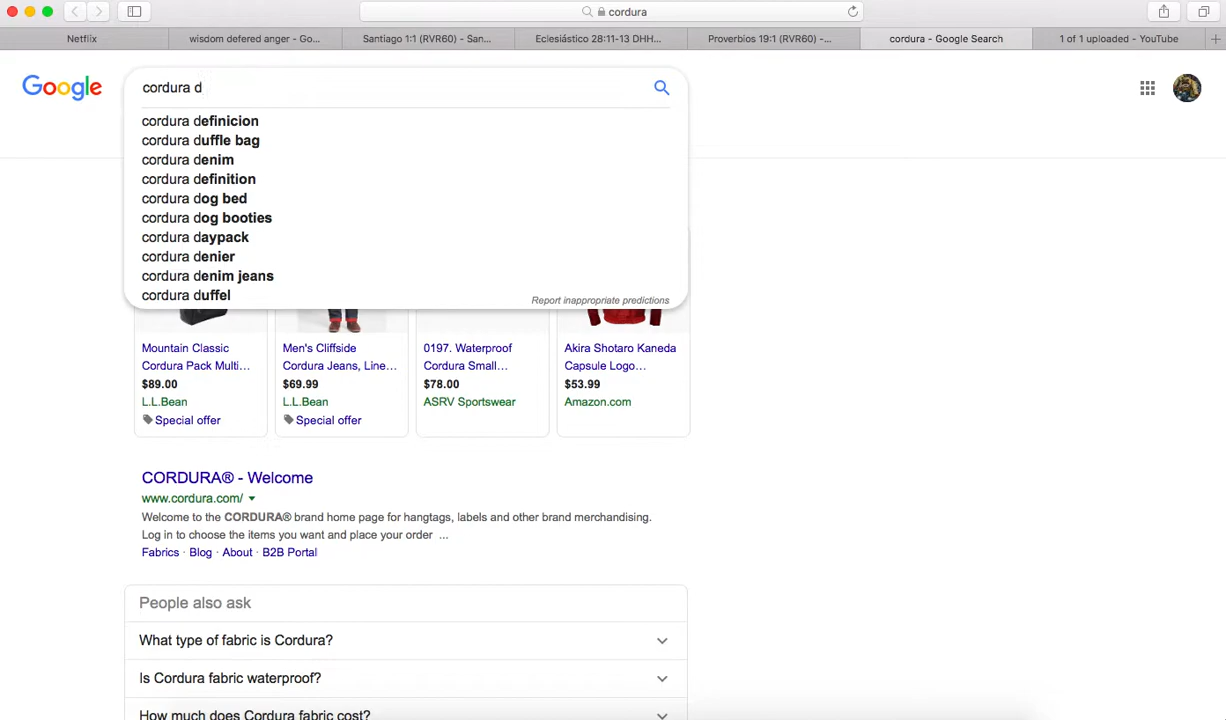 cordura
Netflix
wisdom defered anger - Go...
Santiago 1:1 (RVR60) - San...
Eclesiástico 28:11-13 DHH...
Proverbios 19:1 (RVR60) -...
cordura - Google Search
1 of 1 uploaded - YouTube
Google
cordura d
cordura definicion
cordura duffle bag
cordura denim
cordura definition
cordura dog bed
cordura dog booties
cordura daypack
cordura denier
cordura denim jeans
cordura duffel
Report inappropriate predictions
Mountain Classic
Cordura Pack Multi...
$89.00
L.L.Bean
Special offer
Men's Cliffside
Cordura Jeans, Line...
$69.99
L.L.Bean
Special offer
0197. Waterproof
Cordura Small...
$78.00
ASRV Sportswear
Akira Shotaro Kaneda
Capsule Logo...
$53.99
Amazon.com
CORDURA® - Welcome
www.cordura.com/
Welcome to the CORDURA® brand home page for hangtags, labels and other brand merchandising.
Log in to choose the items you want and place your order ...
Fabrics · Blog · About · B2B Portal
People also ask
What type of fabric is Cordura?
Is Cordura fabric waterproof?
How much does Cordura fabric cost?